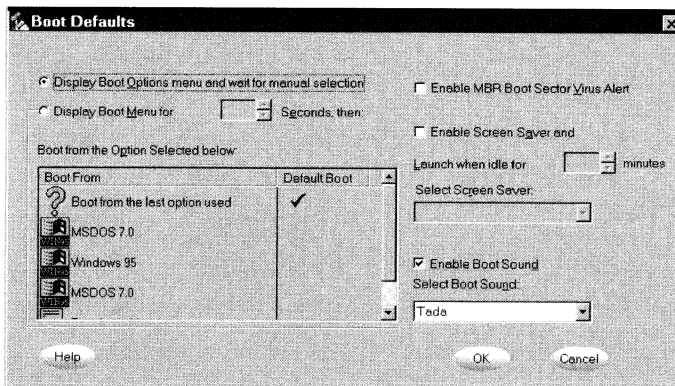 Boot Defaults
Display Boot Options menu and wait for manual selection
Display Boot Menu for Seconds, then:
Boot from the Option Selected below:
Boot From Default Boot
Boot from the last option used
MSDOS 7.0
Windows 95
MSDOS 7.0
Enable MBR Boot Sector Virus Alert
Enable Screen Saver and
Launch when idle for minutes
Select Screen Saver:
Enable Boot Sound
Select Boot Sound:
Tada
Help
OK
Cancel